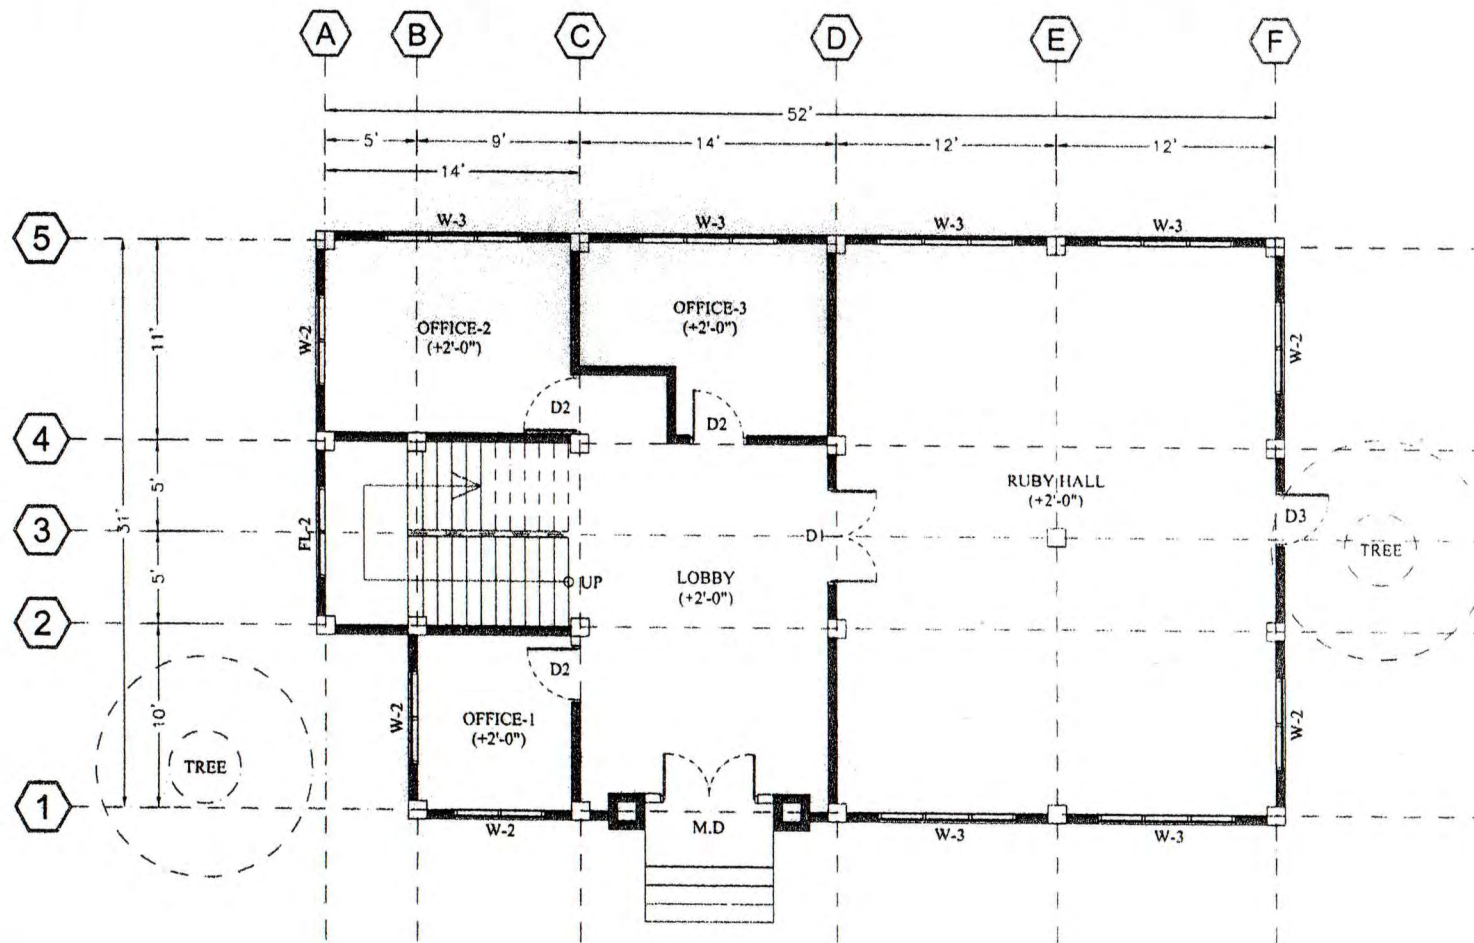 A B C D E F
52'
5' 9' 14' 12' 12'
14'
W-3 W-3 W-3 W-3
5
11'
W-2
OFFICE-2
(+2'-0")
OFFICE-3
(+2'-0")
W-2
D2
D2
4
5'
RUBY HALL
(+2'-0")
31'
3
FL-2
D1
D3
TREE
5'
UP
LOBBY
(+2'-0")
2
D2
10'
W-2
OFFICE-1
(+2'-0")
W-2
TREE
1
W-2
M.D
W-3
W-3